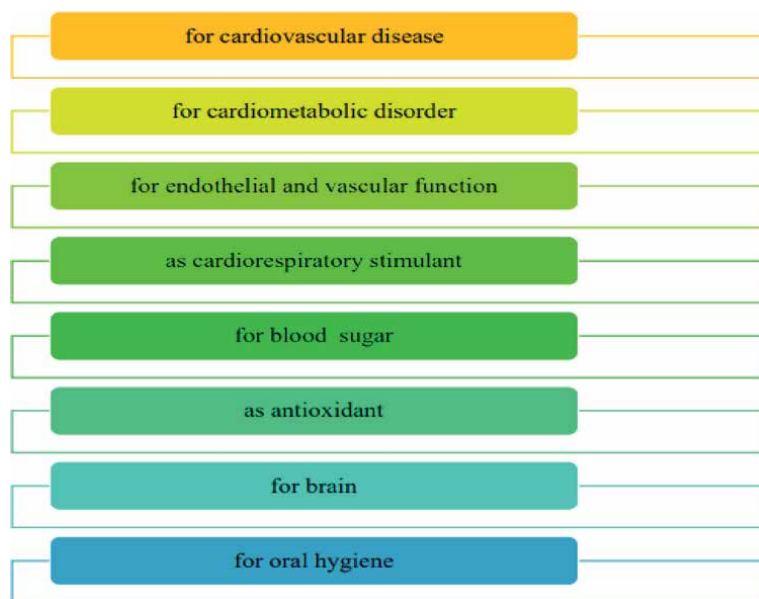 for cardiovascular disease
for cardiometabolic disorder
for endothelial and vascular function
as cardiorespiratory stimulant
for blood sugar
as antioxidant
for brain
for oral hygiene